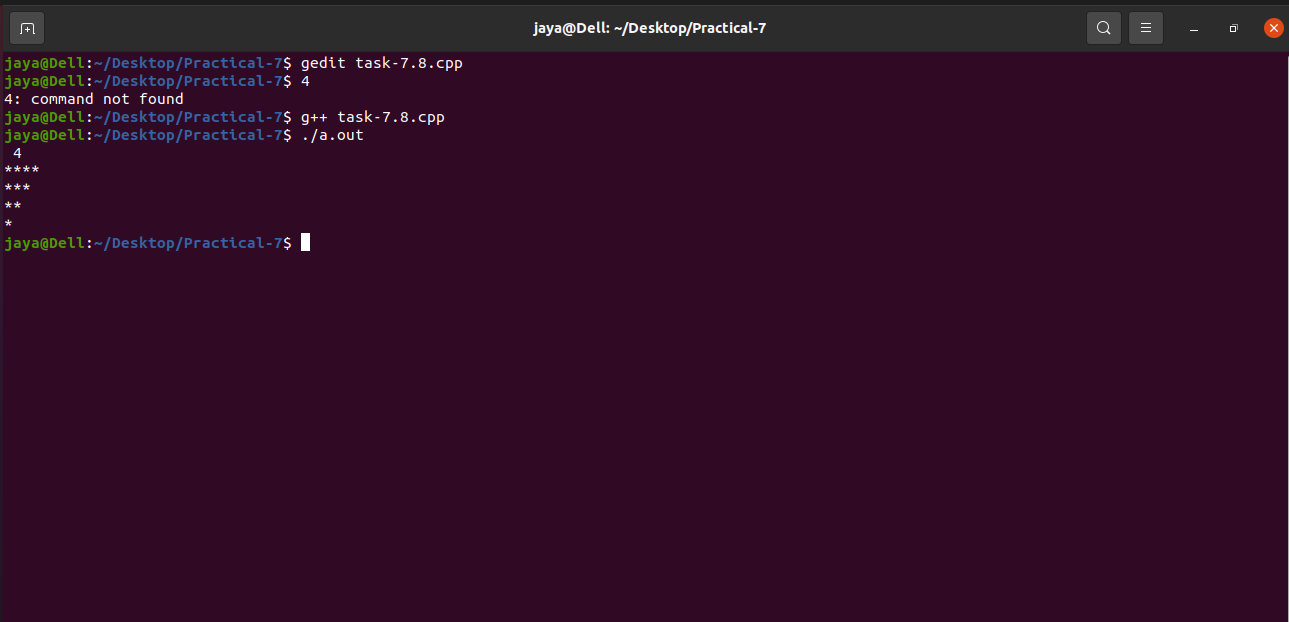 jaya@Dell: ~/Desktop/Practical-7
jaya@Dell:~/Desktop/Practical-7$ gedit task-7.8.cpp
jaya@Dell:~/Desktop/Practical-7$ 4
4: command not found
jaya@Dell:~/Desktop/Practical-7$ g++ task-7.8.cpp
jaya@Dell:~/Desktop/Practical-7$ ./a.out
 4
****
***
**
*
jaya@Dell:~/Desktop/Practical-7$